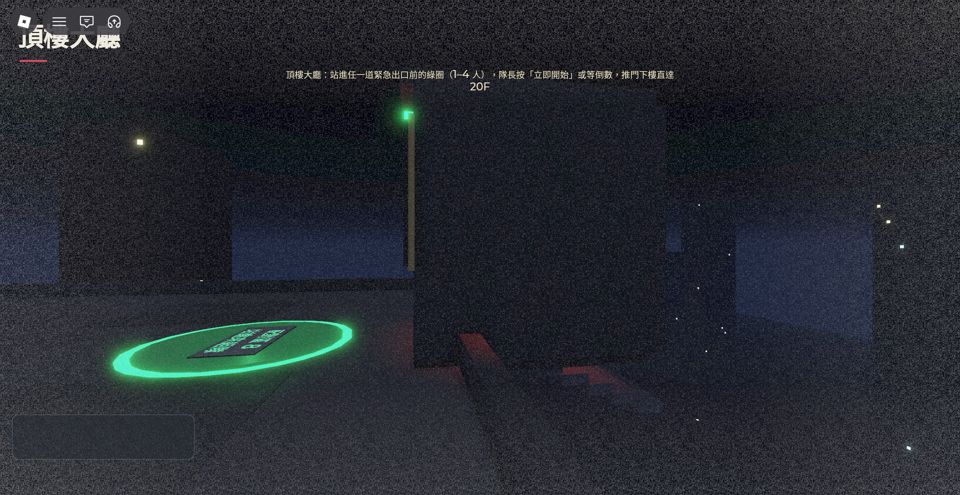 頂樓大廳
頂樓大廳：站進任一道緊急出口前的綠圈（1–4 人），隊長按「立即開始」或等倒數，推門下樓直達
20F